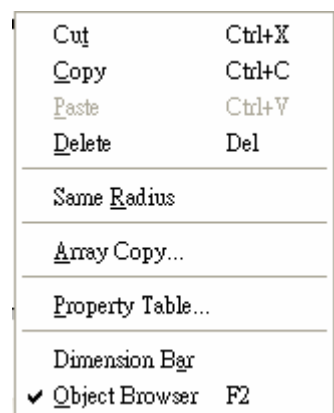 Cut Ctrl+X
Copy Ctrl+C
Paste Ctrl+V
Delete Del
Same Radius
Array Copy...
Property Table...
Dimension Bar
✔ Object Browser F2